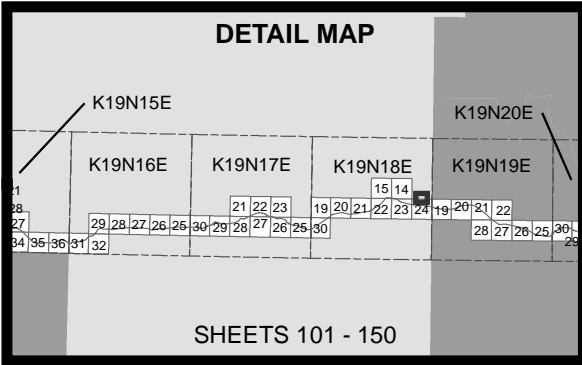 DETAIL MAP
K19N15E
K19N20E
K19N16E
K19N17E
K19N18E
K19N19E
15 14
21
28
21 22 23
19 20 21 22 23 24 19 20 21 22
27
29 28 27 26 25 30 29 28 27 26 25 30
28 27 26 25 30
29
34 35 36 31 32
SHEETS 101 - 150